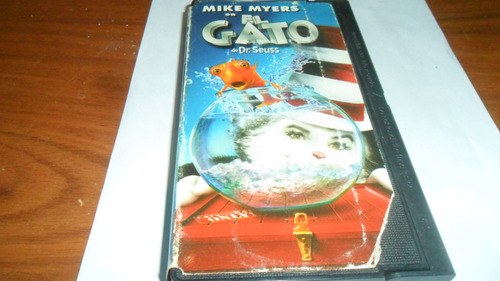 MIKE MYERS
en
EL
GATO
de Dr. Seuss